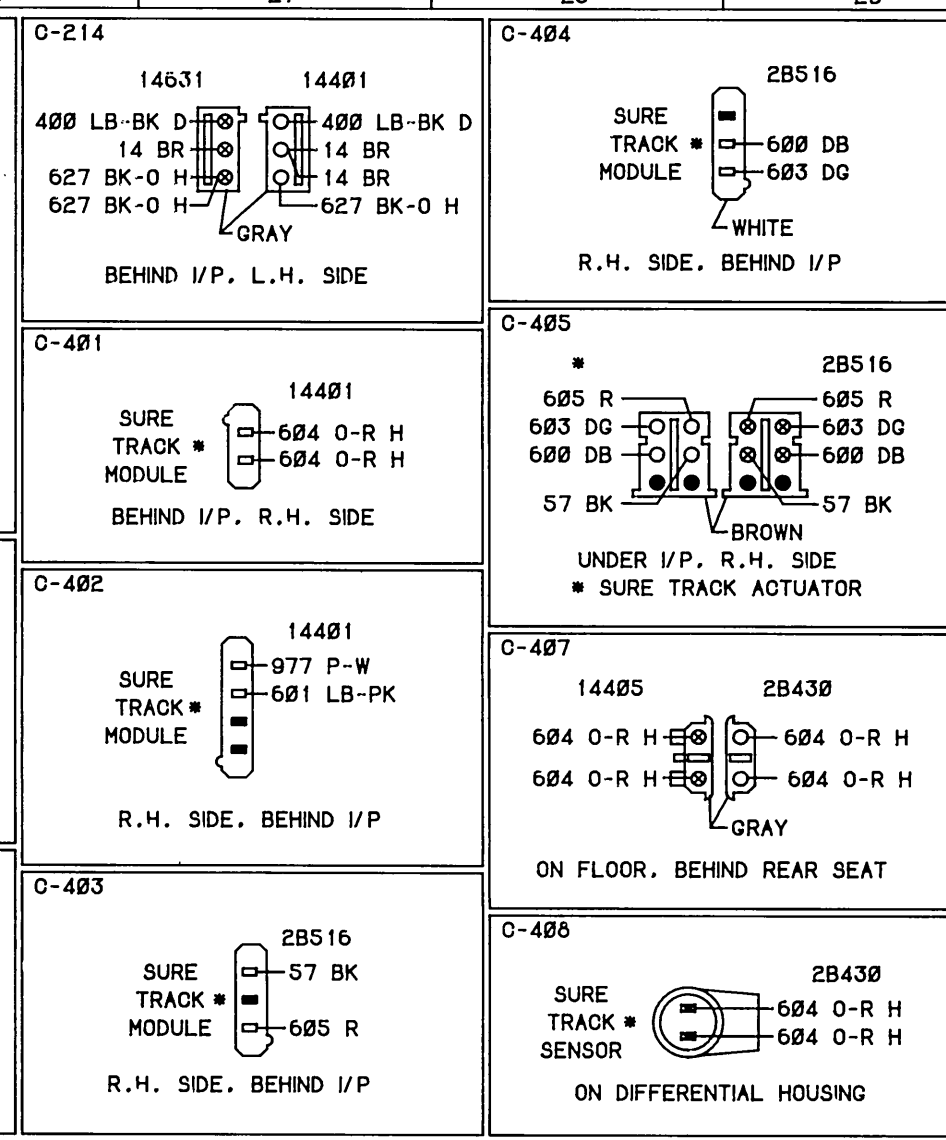 C-214
14631 14401
400 LB-BK D 400 LB-BK D
14 BR 14 BR
627 BK-O H 14 BR
627 BK-O H 627 BK-O H
GRAY
BEHIND I/P. L.H. SIDE
C-401
14401
SURE
TRACK *
MODULE
604 O-R H
604 O-R H
BEHIND I/P. R.H. SIDE
C-402
14401
SURE
TRACK *
MODULE
977 P-W
601 LB-PK
R.H. SIDE. BEHIND I/P
C-403
2B516
SURE
TRACK *
MODULE
57 BK
605 R
R.H. SIDE. BEHIND I/P
C-404
2B516
SURE
TRACK *
MODULE
600 DB
603 DG
WHITE
R.H. SIDE. BEHIND I/P
C-405
* 2B516
605 R 605 R
603 DG 603 DG
600 DB 600 DB
57 BK 57 BK
BROWN
UNDER I/P. R.H. SIDE
* SURE TRACK ACTUATOR
C-407
14405 2B430
604 O-R H 604 O-R H
604 O-R H 604 O-R H
GRAY
ON FLOOR. BEHIND REAR SEAT
C-408
2B430
SURE
TRACK *
SENSOR
604 O-R H
604 O-R H
ON DIFFERENTIAL HOUSING